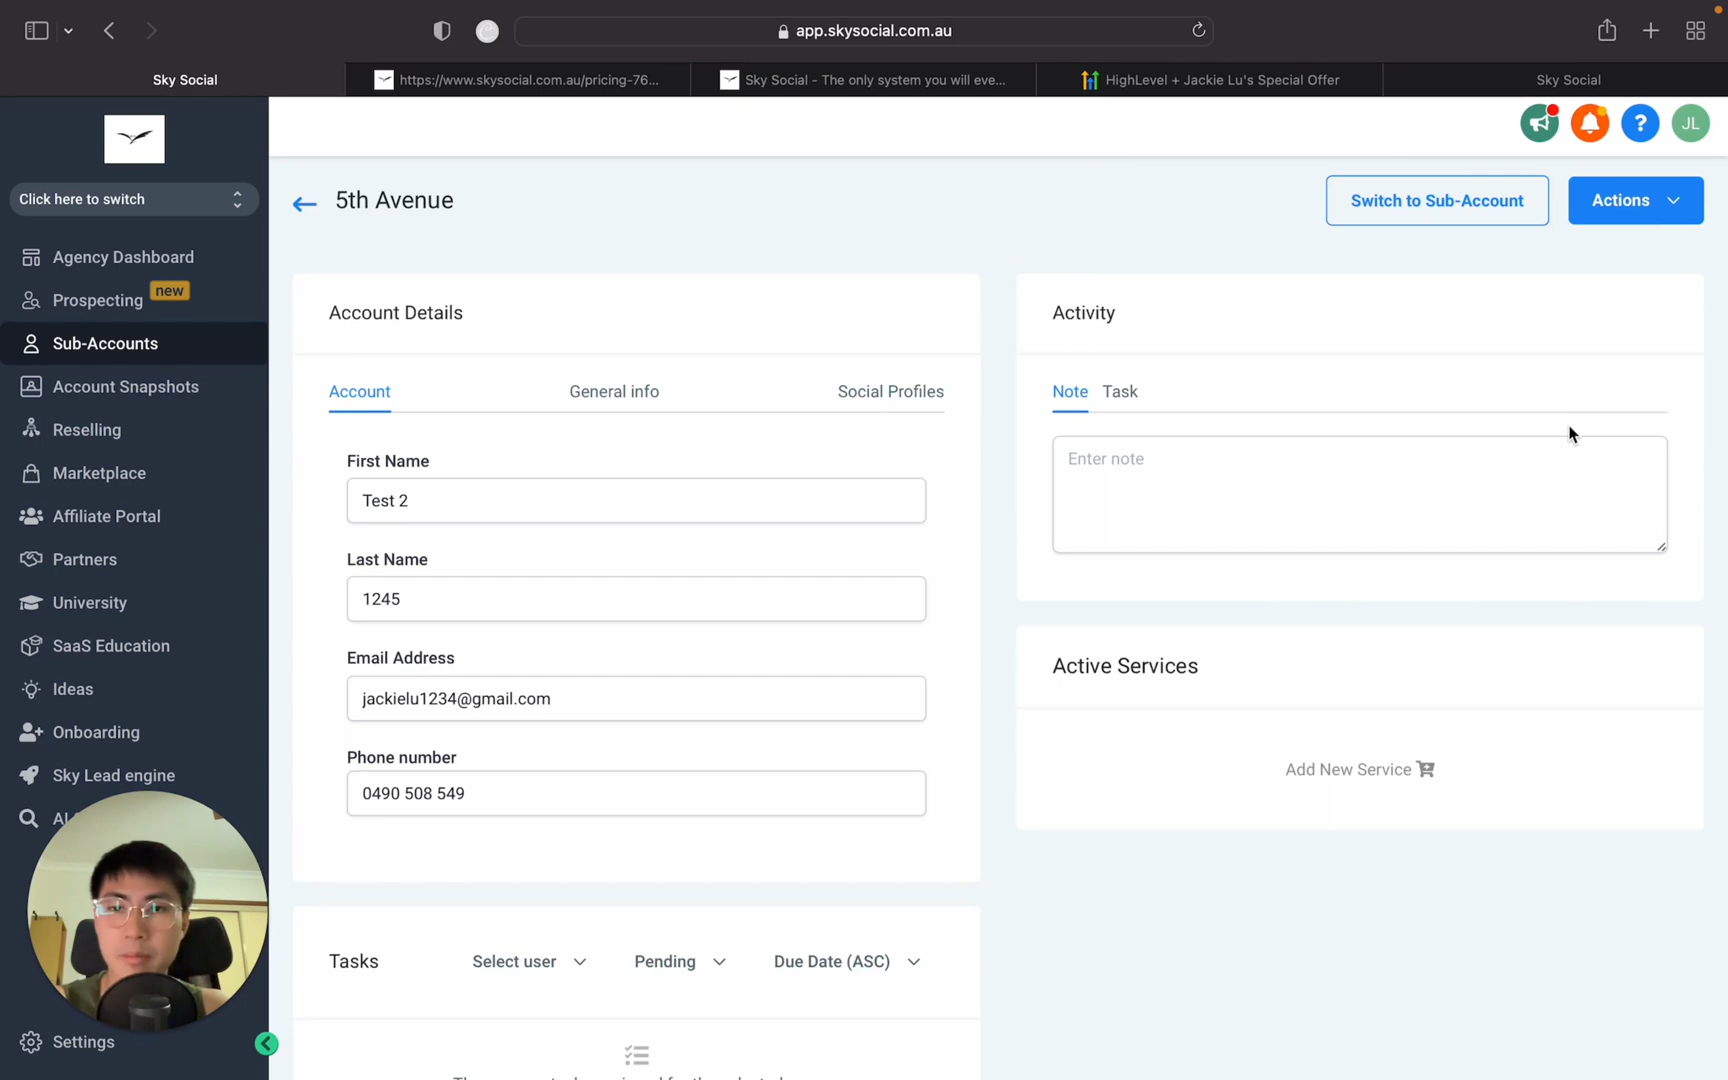 app.skysocial.com.au
Sky Social
https://www.skysocial.com.au/pricing-76...
Sky Social - The only system you will eve...
HighLevel + Jackie Lu's Special Offer
Sky Social
JL
Click here to switch
5th Avenue
Switch to Sub-Account
Actions
Agency Dashboard
Prospecting new
Sub-Accounts
Account Snapshots
Reselling
Marketplace
Affiliate Portal
Partners
University
SaaS Education
Ideas
Onboarding
Sky Lead engine
Settings
Account Details
Account General info Social Profiles
First Name
Test 2
Last Name
1245
Email Address
jackielu1234@gmail.com
Phone number
0490 508 549
Activity
Note Task
Enter note
Active Services
Add New Service
Tasks Select user Pending Due Date (ASC)